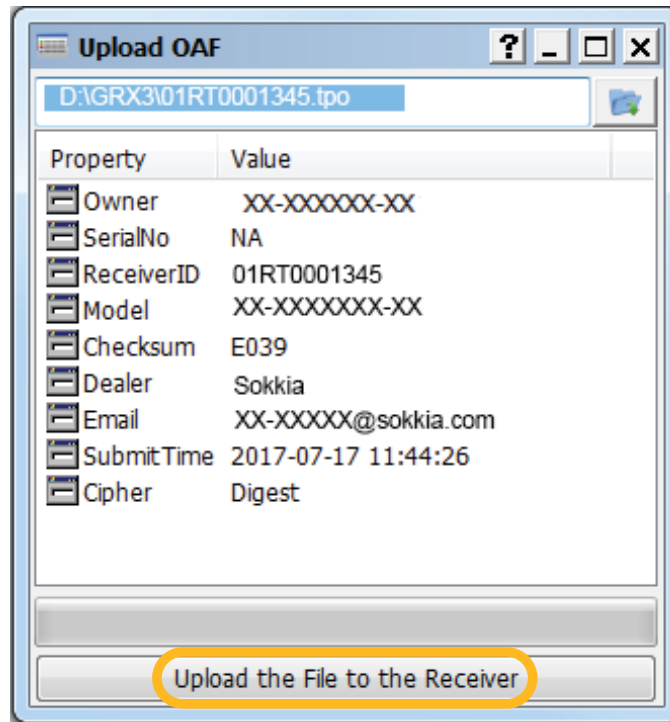 Upload OAF
D:\GRX3\01RT0001345.tpo
Property Value
Owner XX-XXXXXX-XX
SerialNo NA
ReceiverID 01RT0001345
Model XX-XXXXXXX-XX
Checksum E039
Dealer Sokkia
Email XX-XXXXX@sokkia.com
SubmitTime 2017-07-17 11:44:26
Cipher Digest
Upload the File to the Receiver